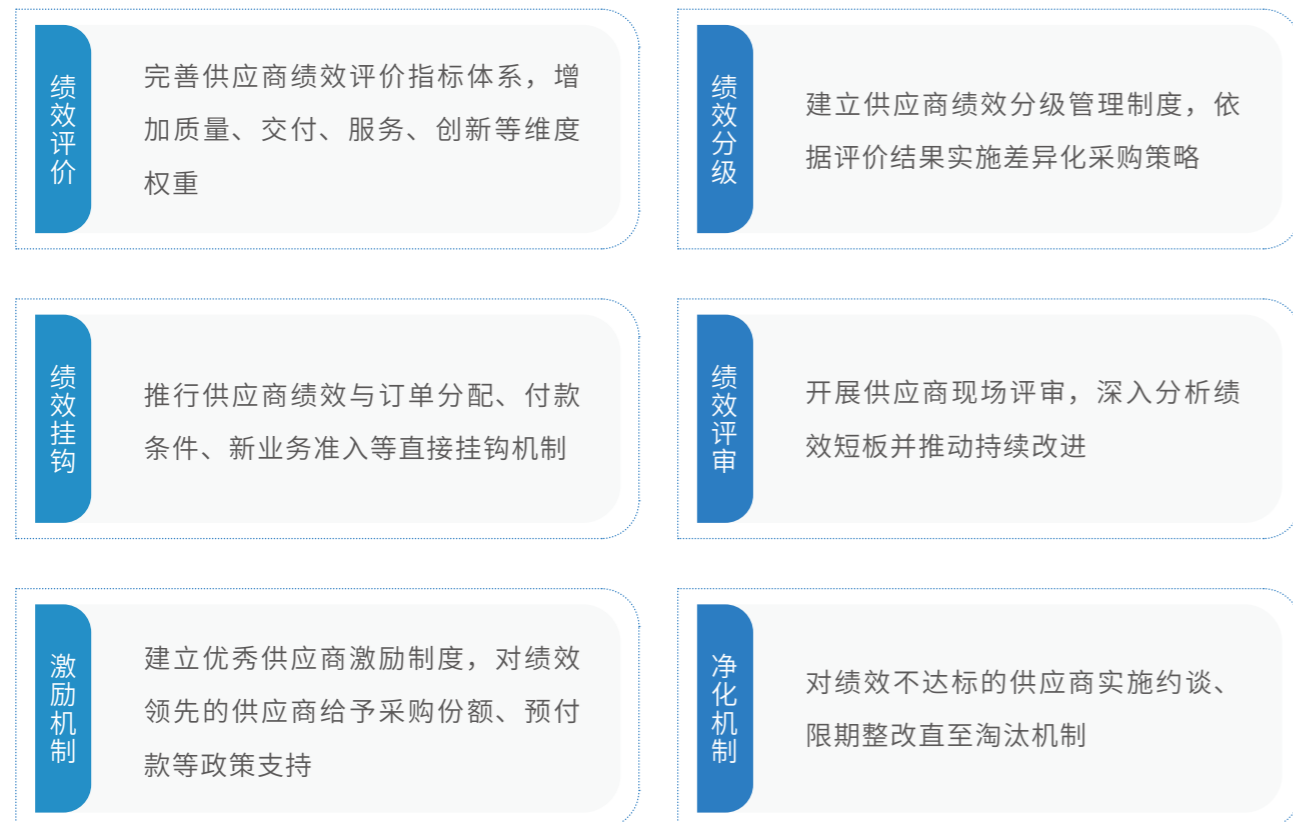 绩效评价
完善供应商绩效评价指标体系，增
加质量、交付、服务、创新等维度
权重
绩效分级
建立供应商绩效分级管理制度，依
据评价结果实施差异化采购策略
绩效挂钩
推行供应商绩效与订单分配、付款
条件、新业务准入等直接挂钩机制
绩效评审
开展供应商现场评审，深入分析绩
效短板并推动持续改进
激励机制
建立优秀供应商激励制度，对绩效
领先的供应商给予采购份额、预付
款等政策支持
净化机制
对绩效不达标的供应商实施约谈、
限期整改直至淘汰机制